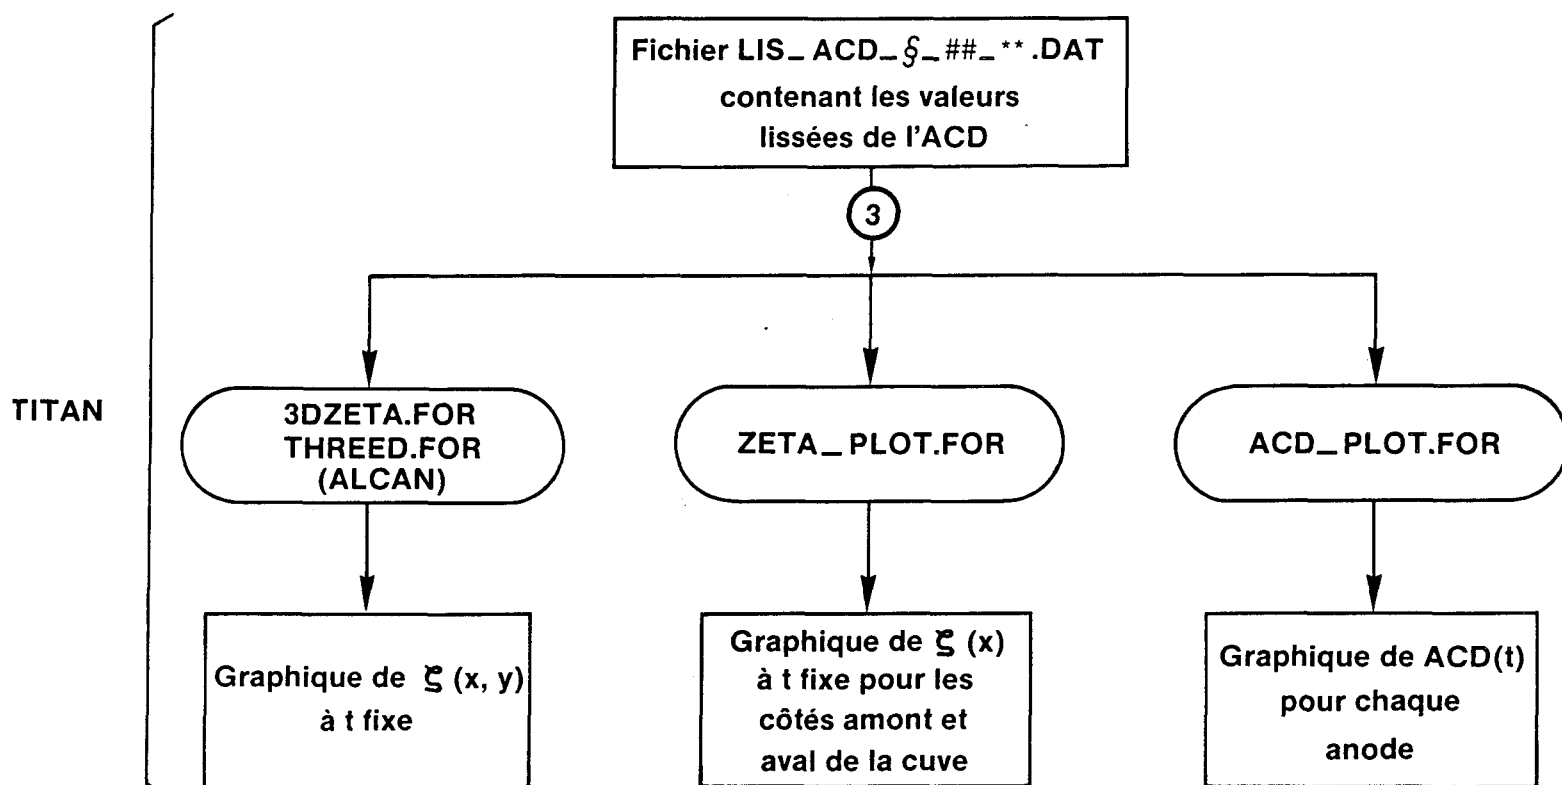 Fichier LIS_ACD_§_##_**.DAT
contenant les valeurs
lissées de l'ACD
3
TITAN
3DZETA.FOR
THREED.FOR
(ALCAN)
ZETA_PLOT.FOR
ACD_PLOT.FOR
Graphique de ζ (x, y)
à t fixe
Graphique de ζ (x)
à t fixe pour les
côtés amont et
aval de la cuve
Graphique de ACD(t)
pour chaque
anode